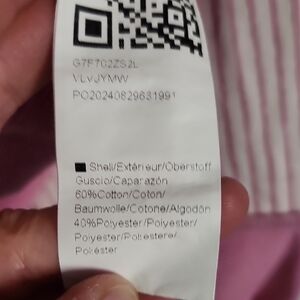 G7F702ZS2L
VLVJYMW
PO20240829631991
Shell/Extérieur/Oberstoff
Guscio/Caparazón
60%Cotton/Coton/
Baumwolle/Cotone/Algodón
40%Polyester/Polyester/
Polyester/Poliestere/
Poliéster